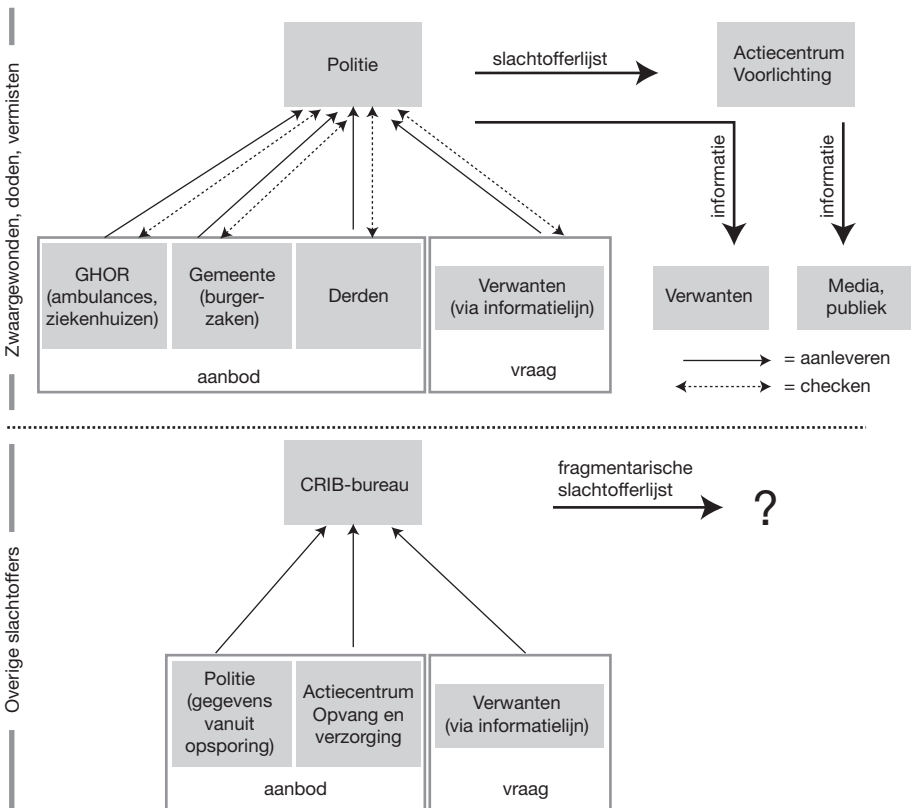 Zwaargewonden, doden, vermisten
Politie
slachtofferlijst
Actiecentrum
Voorlichting
informatie
informatie
GHOR
(ambulances,
ziekenhuizen)
Gemeente
(burger-
zaken)
Derden
Verwanten
(via informatielijn)
aanbod
vraag
Verwanten
Media,
publiek
= aanleveren
= checken
Overige slachtoffers
CRIB-bureau
fragmentarische
slachtofferlijst
?
Politie
(gegevens
vanuit
opsporing)
Actiecentrum
Opvang en
verzorging
Verwanten
(via informatielijn)
aanbod
vraag